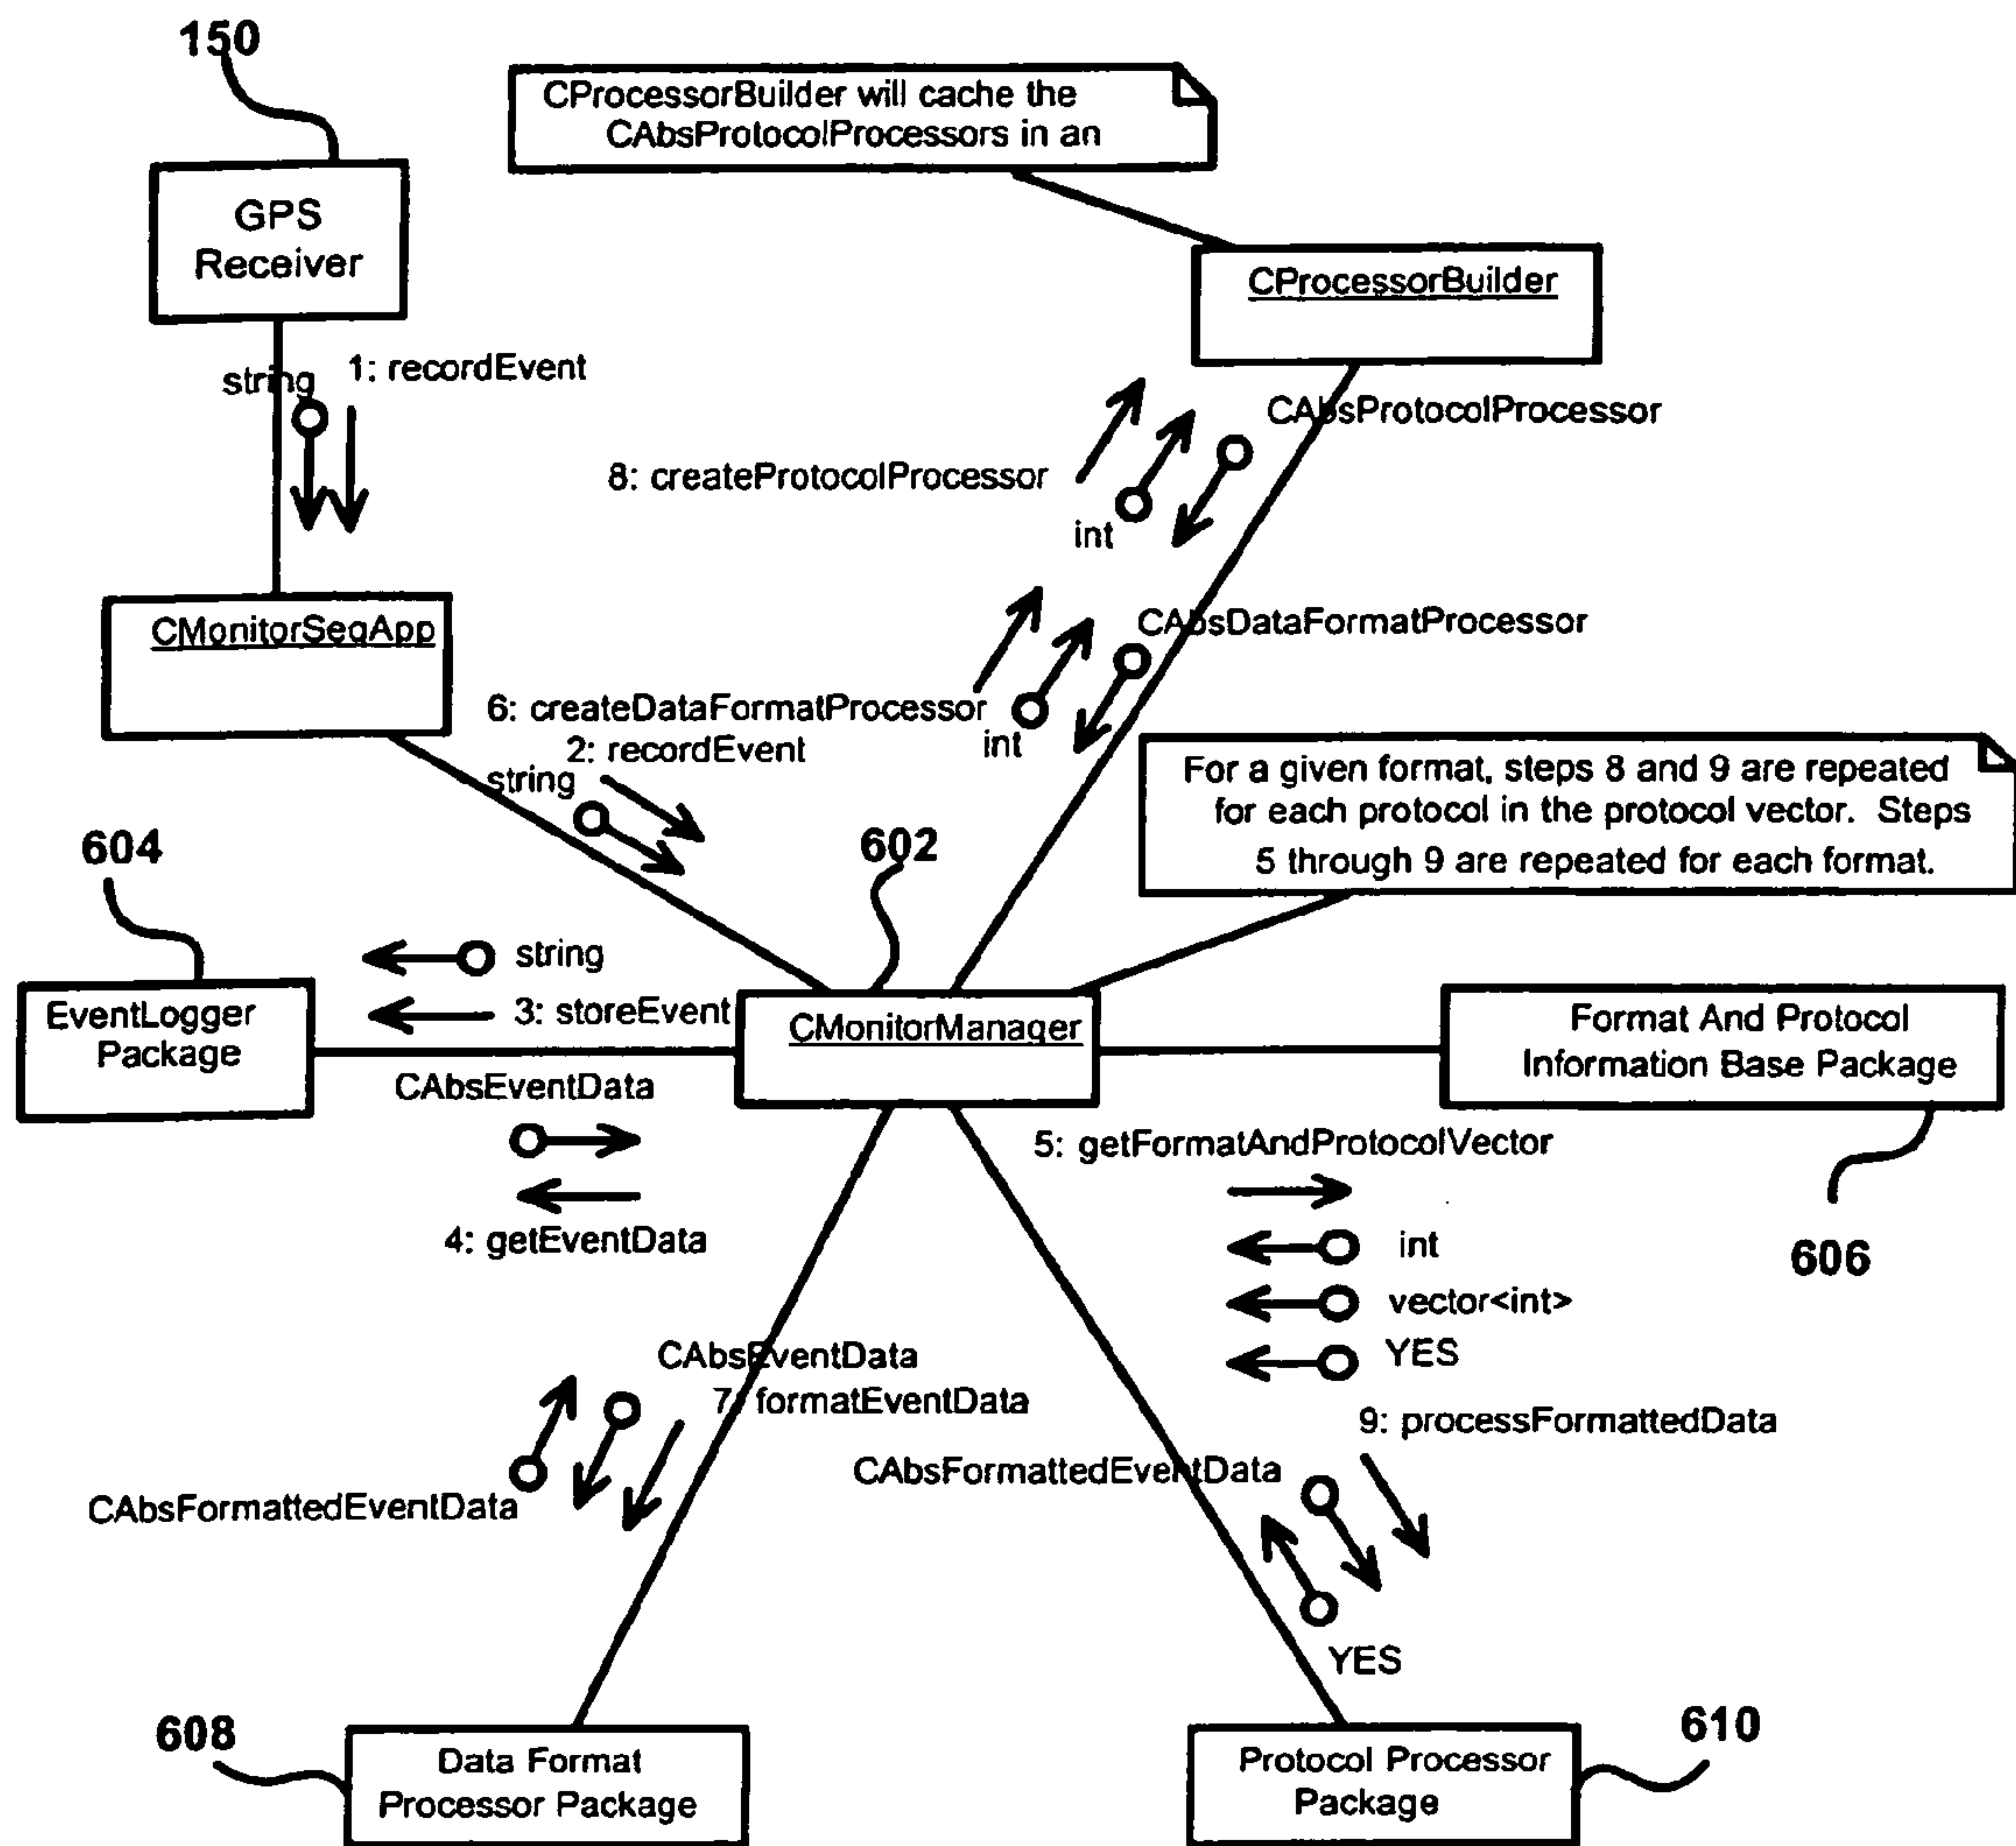 150
CProcessorBuilder will cache the
CAbsProtocolProcessors in an
GPS
Receiver
CProcessorBuilder
string
1: recordEvent
CAbsProtocolProcessor
8: createProtocolProcessor
int
CMonitorSeqApp
CAbsDataFormatProcessor
6: createDataFormatProcessor
int
2: recordEvent
string
For a given format, steps 8 and 9 are repeated
for each protocol in the protocol vector. Steps
5 through 9 are repeated for each format.
604
602
string
3: storeEvent
EventLogger
Package
CMonitorManager
Format And Protocol
Information Base Package
CAbsEventData
4: getEventData
5: getFormatAndProtocolVector
int
vector<int>
YES
606
CAbsEventData
7: formatEventData
CAbsFormattedEventData
9: processFormattedData
CAbsFormattedEventData
YES
608
Data Format
Processor Package
Protocol Processor
Package
610